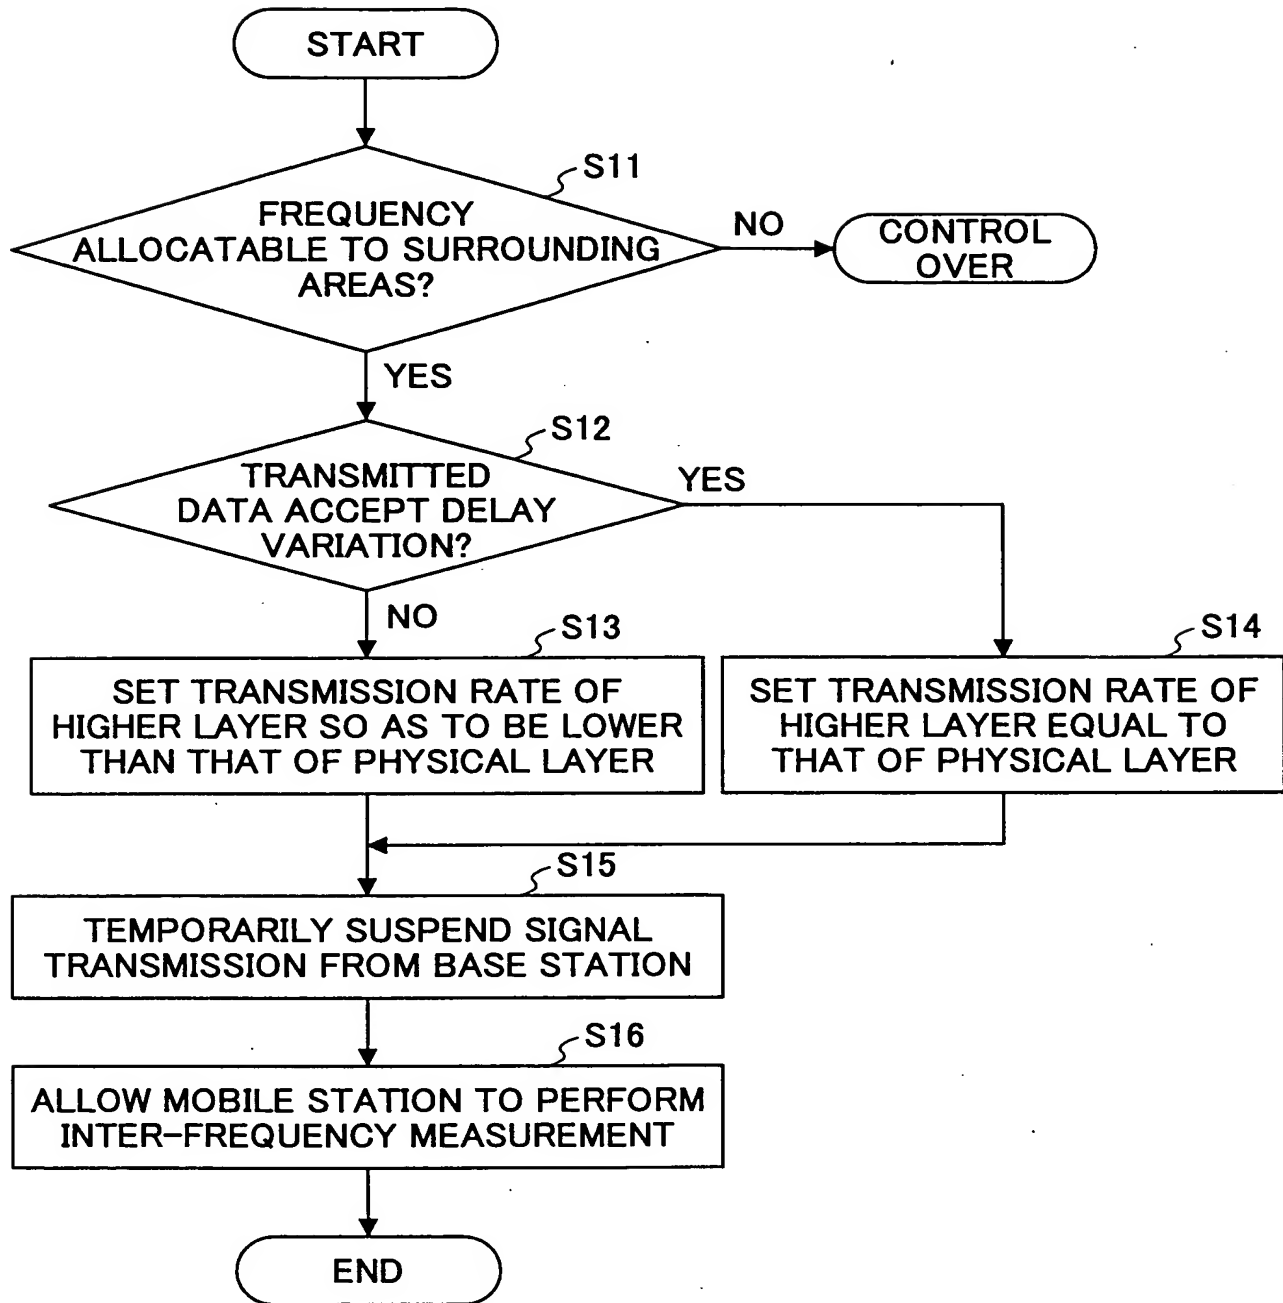 START
S11
FREQUENCY
ALLOCATABLE TO SURROUNDING
AREAS?
NO
CONTROL
OVER
YES
S12
TRANSMITTED
DATA ACCEPT DELAY
VARIATION?
YES
NO
S13
SET TRANSMISSION RATE OF
HIGHER LAYER SO AS TO BE LOWER
THAN THAT OF PHYSICAL LAYER
S14
SET TRANSMISSION RATE OF
HIGHER LAYER EQUAL TO
THAT OF PHYSICAL LAYER
S15
TEMPORARILY SUSPEND SIGNAL
TRANSMISSION FROM BASE STATION
S16
ALLOW MOBILE STATION TO PERFORM
INTER-FREQUENCY MEASUREMENT
END